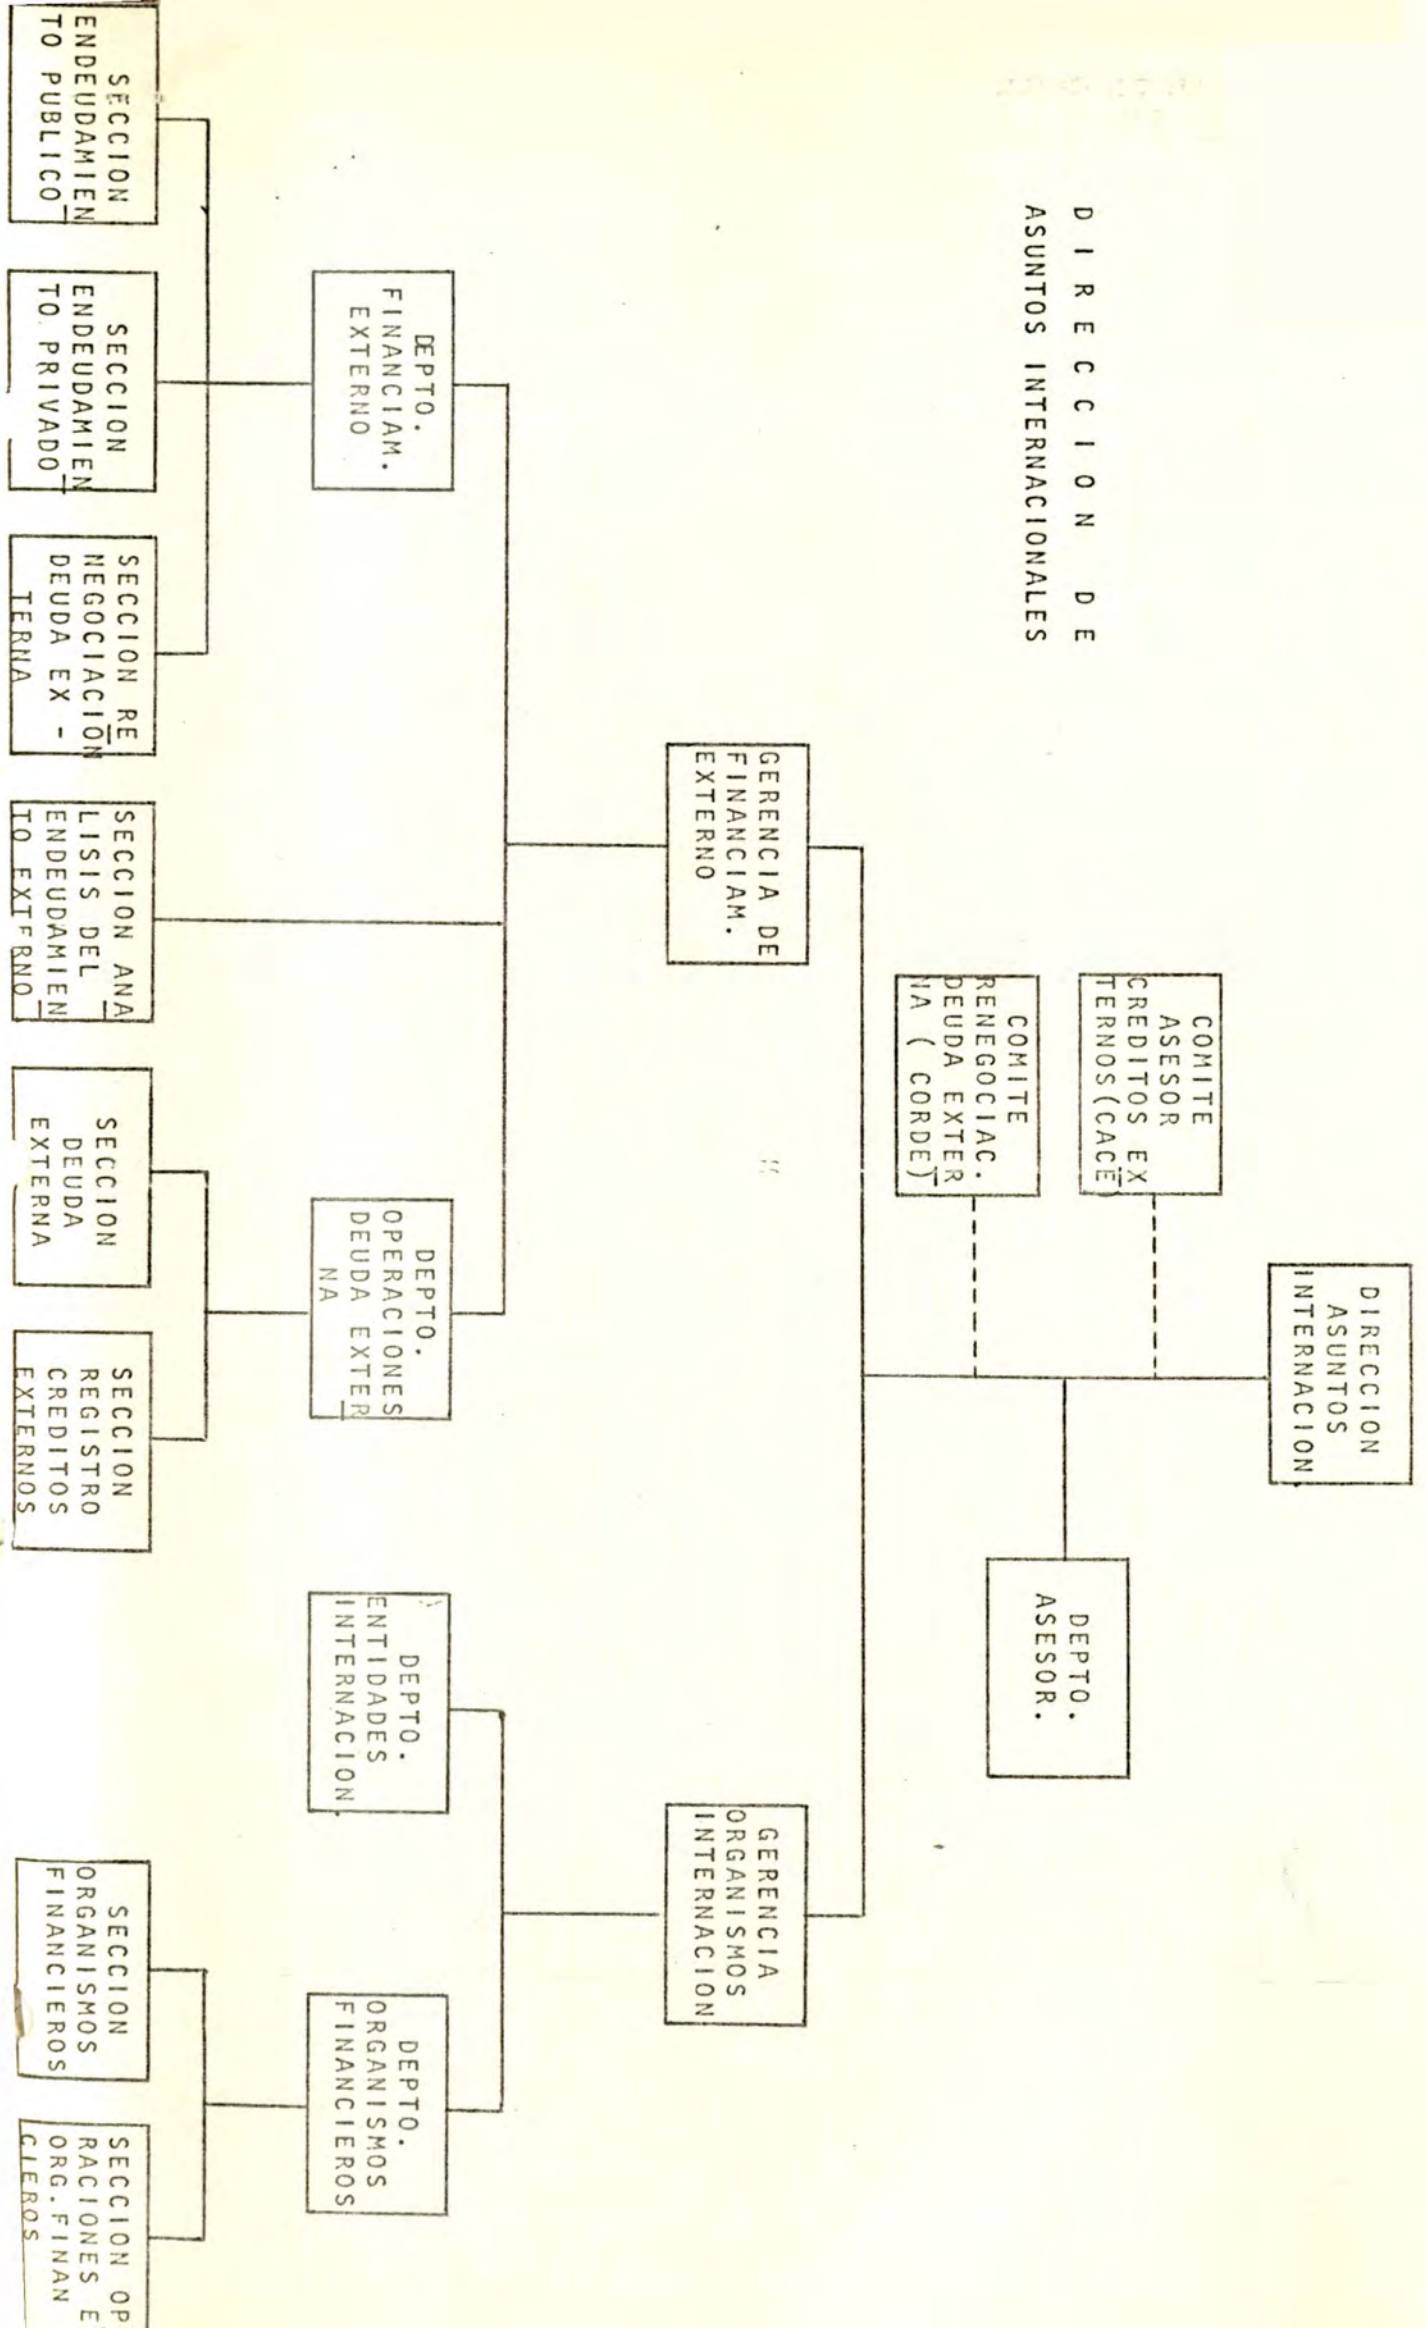 D I R E C C I O N   D E
ASUNTOS INTERNACIONALES
DIRECCION
ASUNTOS
INTERNACION.
COMITE
ASESOR
CREDITOS EX
TERNOS(CACE)
DEPTO.
ASESOR.
COMITE
RENEGOCIAC.
DEUDA EXTER
NA ( CORDE)
GERENCIA DE
FINANCIAM.
EXTERNO
GERENCIA
ORGANISMOS
INTERNACION
DEPTO.
FINANCIAM.
EXTERNO
DEPTO.
OPERACIONES
DEUDA EXTER
NA
DEPTO.
ENTIDADES
INTERNACION.
DEPTO.
ORGANISMOS
FINANCIEROS
SECCION
ENDEUDAMIEN
TO PUBLICO
SECCION
ENDEUDAMIEN
TO PRIVADO
SECCION RE
NEGOCIACION
DEUDA EX -
TERNA
SECCION ANA
LISIS DEL
ENDEUDAMIEN
TO EXTERNO
SECCION
DEUDA
EXTERNA
SECCION
REGISTRO
CREDITOS
EXTERNOS
SECCION
ORGANISMOS
FINANCIEROS
SECCION OP
RACIONES E
ORG.FINAN
CIEROS